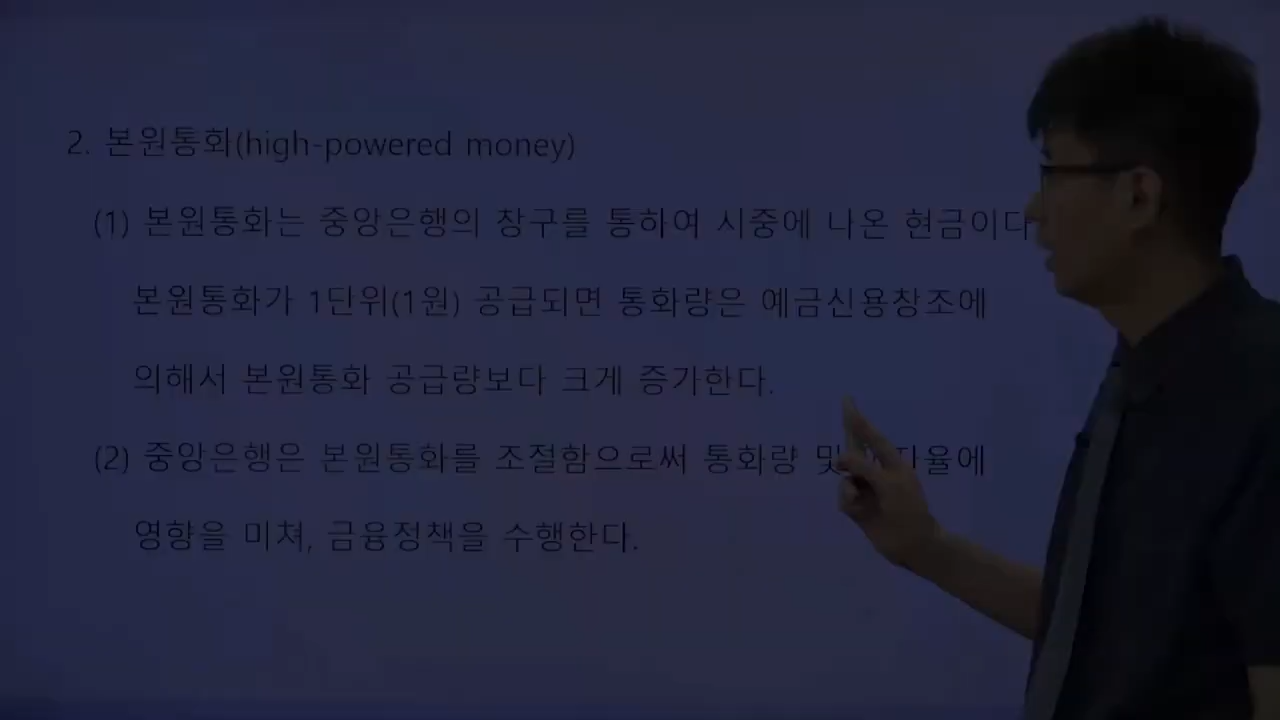 2. 본원통화(high-powered money)
(1) 본원통화는 중앙은행의 창구를 통하여 시중에 나온 현금이다
본원통화가 1단위(1원) 공급되면 통화량은 예금신용창조에
의해서 본원통화 공급량보다 크게 증가한다.
(2) 중앙은행은 본원통화를 조절함으로써 통화량 및
영향을 미쳐, 금융정책을 수행한다.